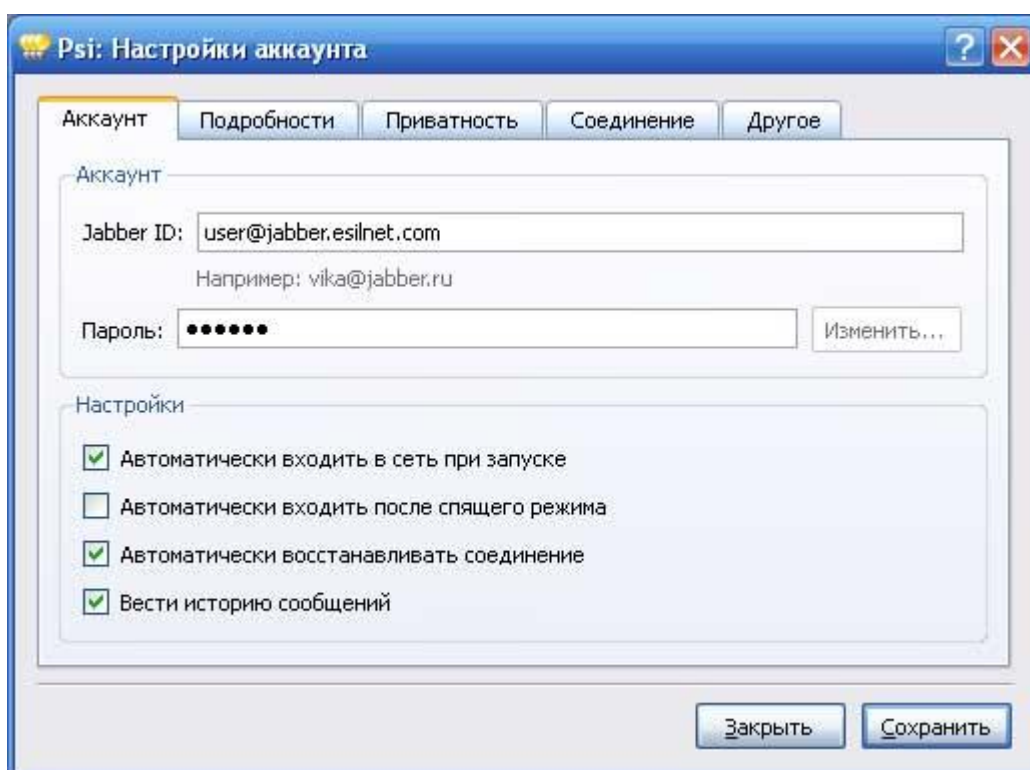 Psi: Настройки аккаунта
Аккаунт Подробности Приватность Соединение Другое
Аккаунт
Jabber ID: user@jabber.esilnet.com
Например: vika@jabber.ru
Пароль: ●●●●●● Изменить...
Настройки
Автоматически входить в сеть при запуске
Автоматически входить после спящего режима
Автоматически восстанавливать соединение
Вести историю сообщений
Закрыть Сохранить